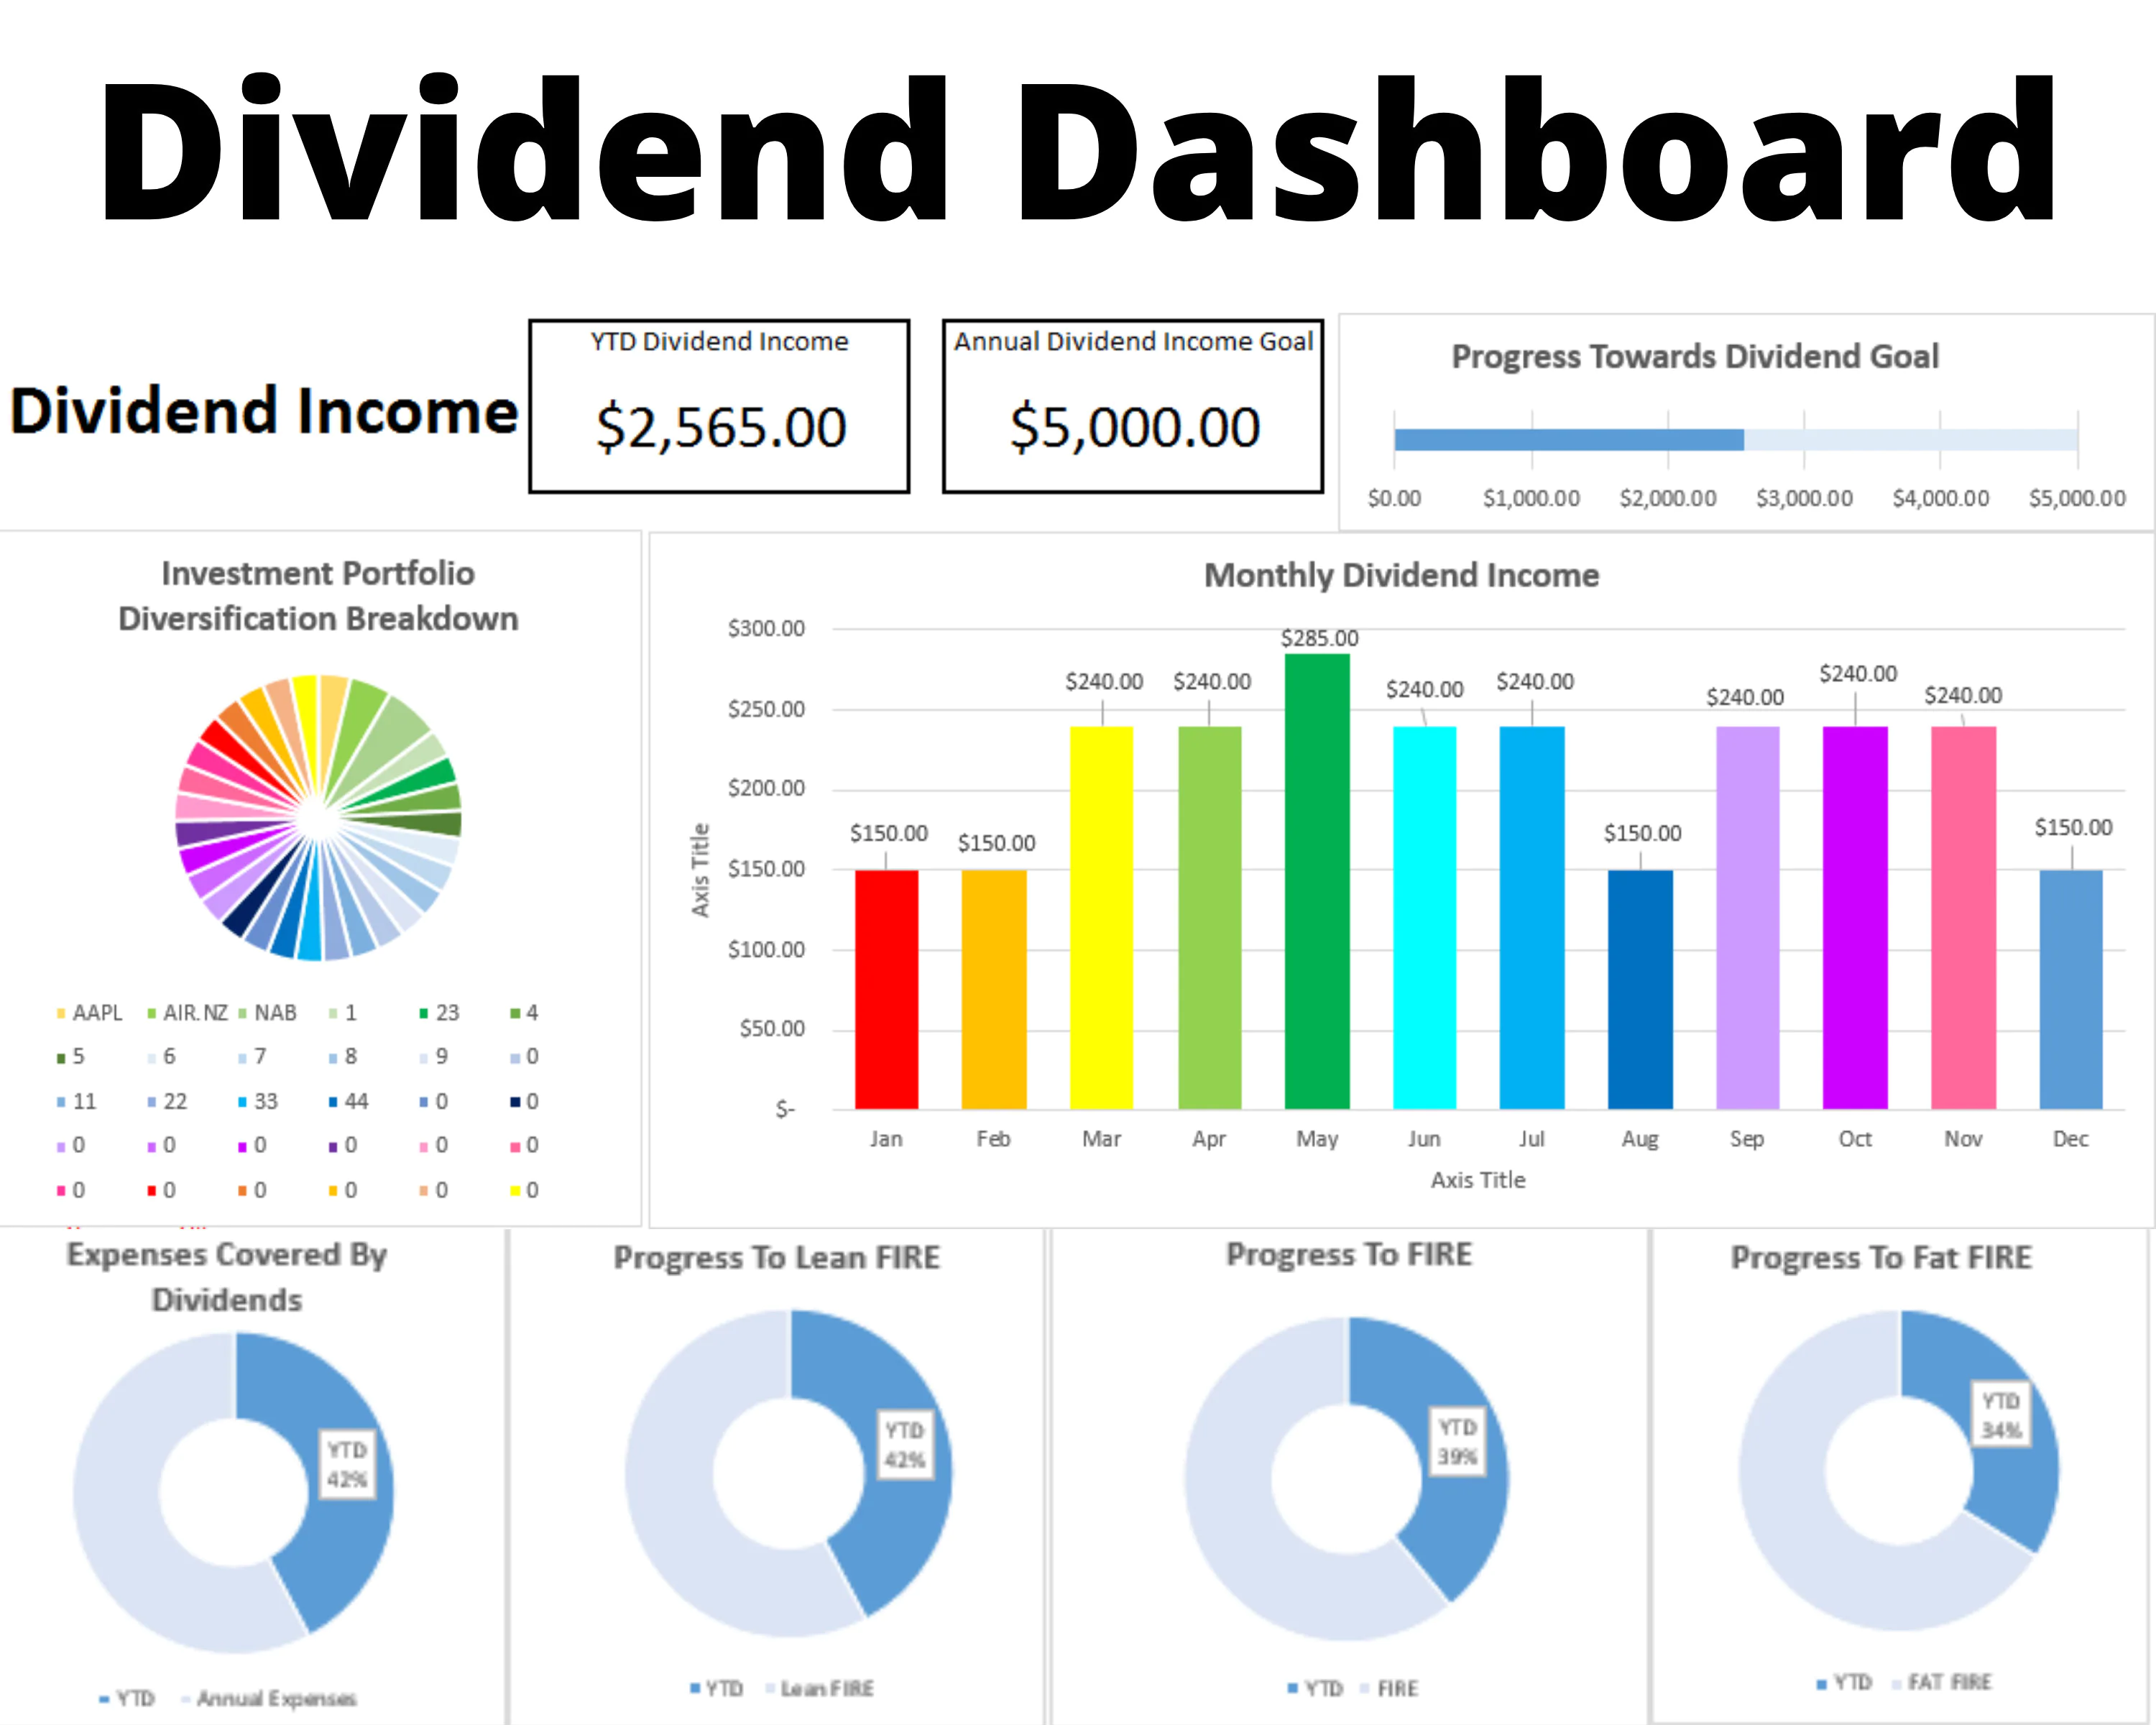 Dividend Dashboard
Dividend Income
YTD Dividend Income
$2,565.00
Annual Dividend Income Goal
$5,000.00
Progress Towards Dividend Goal
$0.00 $1,000.00 $2,000.00 $3,000.00 $4,000.00 $5,000.00
Investment Portfolio
Diversification Breakdown
AAPL AIR.NZ NAB 1 23 4
5 6 7 8 9 0
11 22 33 44 0 0
0 0 0 0 0 0
0 0 0 0 0 0
Monthly Dividend Income
$300.00
$250.00
$200.00
$150.00
$100.00
$50.00
$-
Axis Title
$150.00 $150.00 $240.00 $240.00 $285.00 $240.00 $240.00 $150.00 $240.00 $240.00 $240.00 $150.00
Jan Feb Mar Apr May Jun Jul Aug Sep Oct Nov Dec
Axis Title
Expenses Covered By
Dividends
YTD
42%
YTD Annual Expenses
Progress To Lean FIRE
YTD
42%
YTD Lean FIRE
Progress To FIRE
YTD
39%
YTD FIRE
Progress To Fat FIRE
YTD
34%
YTD FAT FIRE